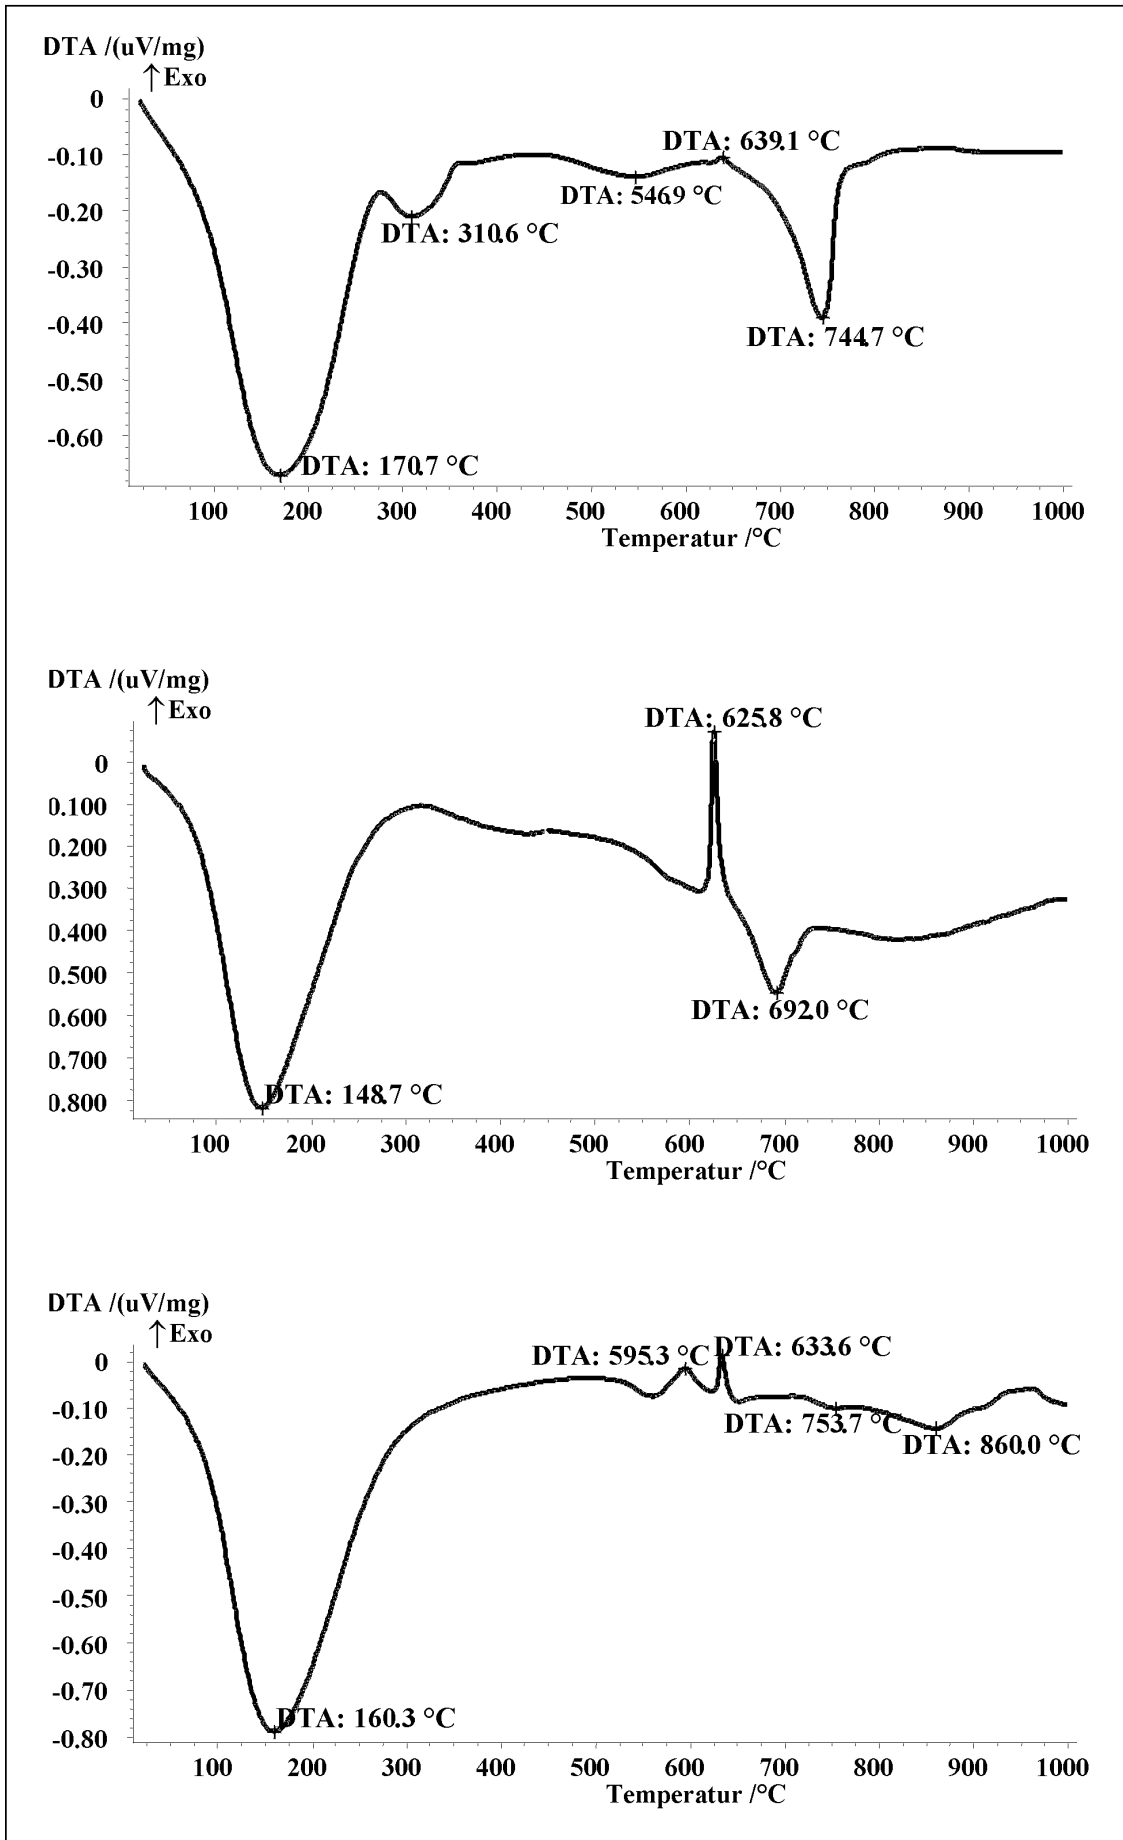 DTA /(uV/mg)
↑ Exo
0
-0.10
-0.20
-0.30
-0.40
-0.50
-0.60
DTA: 639.1 °C
DTA: 546.9 °C
DTA: 310.6 °C
DTA: 744.7 °C
DTA: 170.7 °C
100 200 300 400 500 600 700 800 900 1000
Temperatur /°C
DTA /(uV/mg)
↑ Exo
0
0.100
0.200
0.300
0.400
0.500
0.600
0.700
0.800
DTA: 625.8 °C
DTA: 692.0 °C
DTA: 148.7 °C
100 200 300 400 500 600 700 800 900 1000
Temperatur /°C
DTA /(uV/mg)
↑ Exo
0
-0.10
-0.20
-0.30
-0.40
-0.50
-0.60
-0.70
-0.80
DTA: 595.3 °C
DTA: 633.6 °C
DTA: 753.7 °C
DTA: 860.0 °C
DTA: 160.3 °C
100 200 300 400 500 600 700 800 900 1000
Temperatur /°C